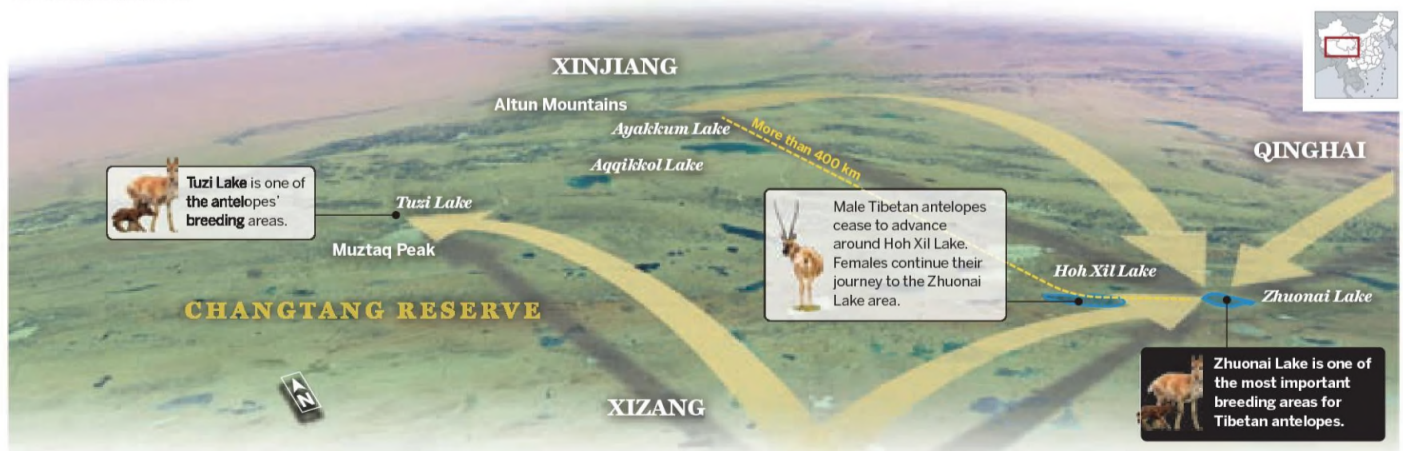 XINJIANG
Altun Mountains
Ayakkum Lake
More than 400 km
Aqqikkol Lake
QINGHAI
Tuzi Lake is one of
the antelopes'
breeding areas.
Tuzi Lake
Muztaq Peak
Male Tibetan antelopes
cease to advance
around Hoh Xil Lake.
Females continue their
journey to the Zhuonai
Lake area.
Hoh Xil Lake
Zhuonai Lake
CHANGTANG RESERVE
N
XIZANG
Zhuonai Lake is one of
the most important
breeding areas for
Tibetan antelopes.